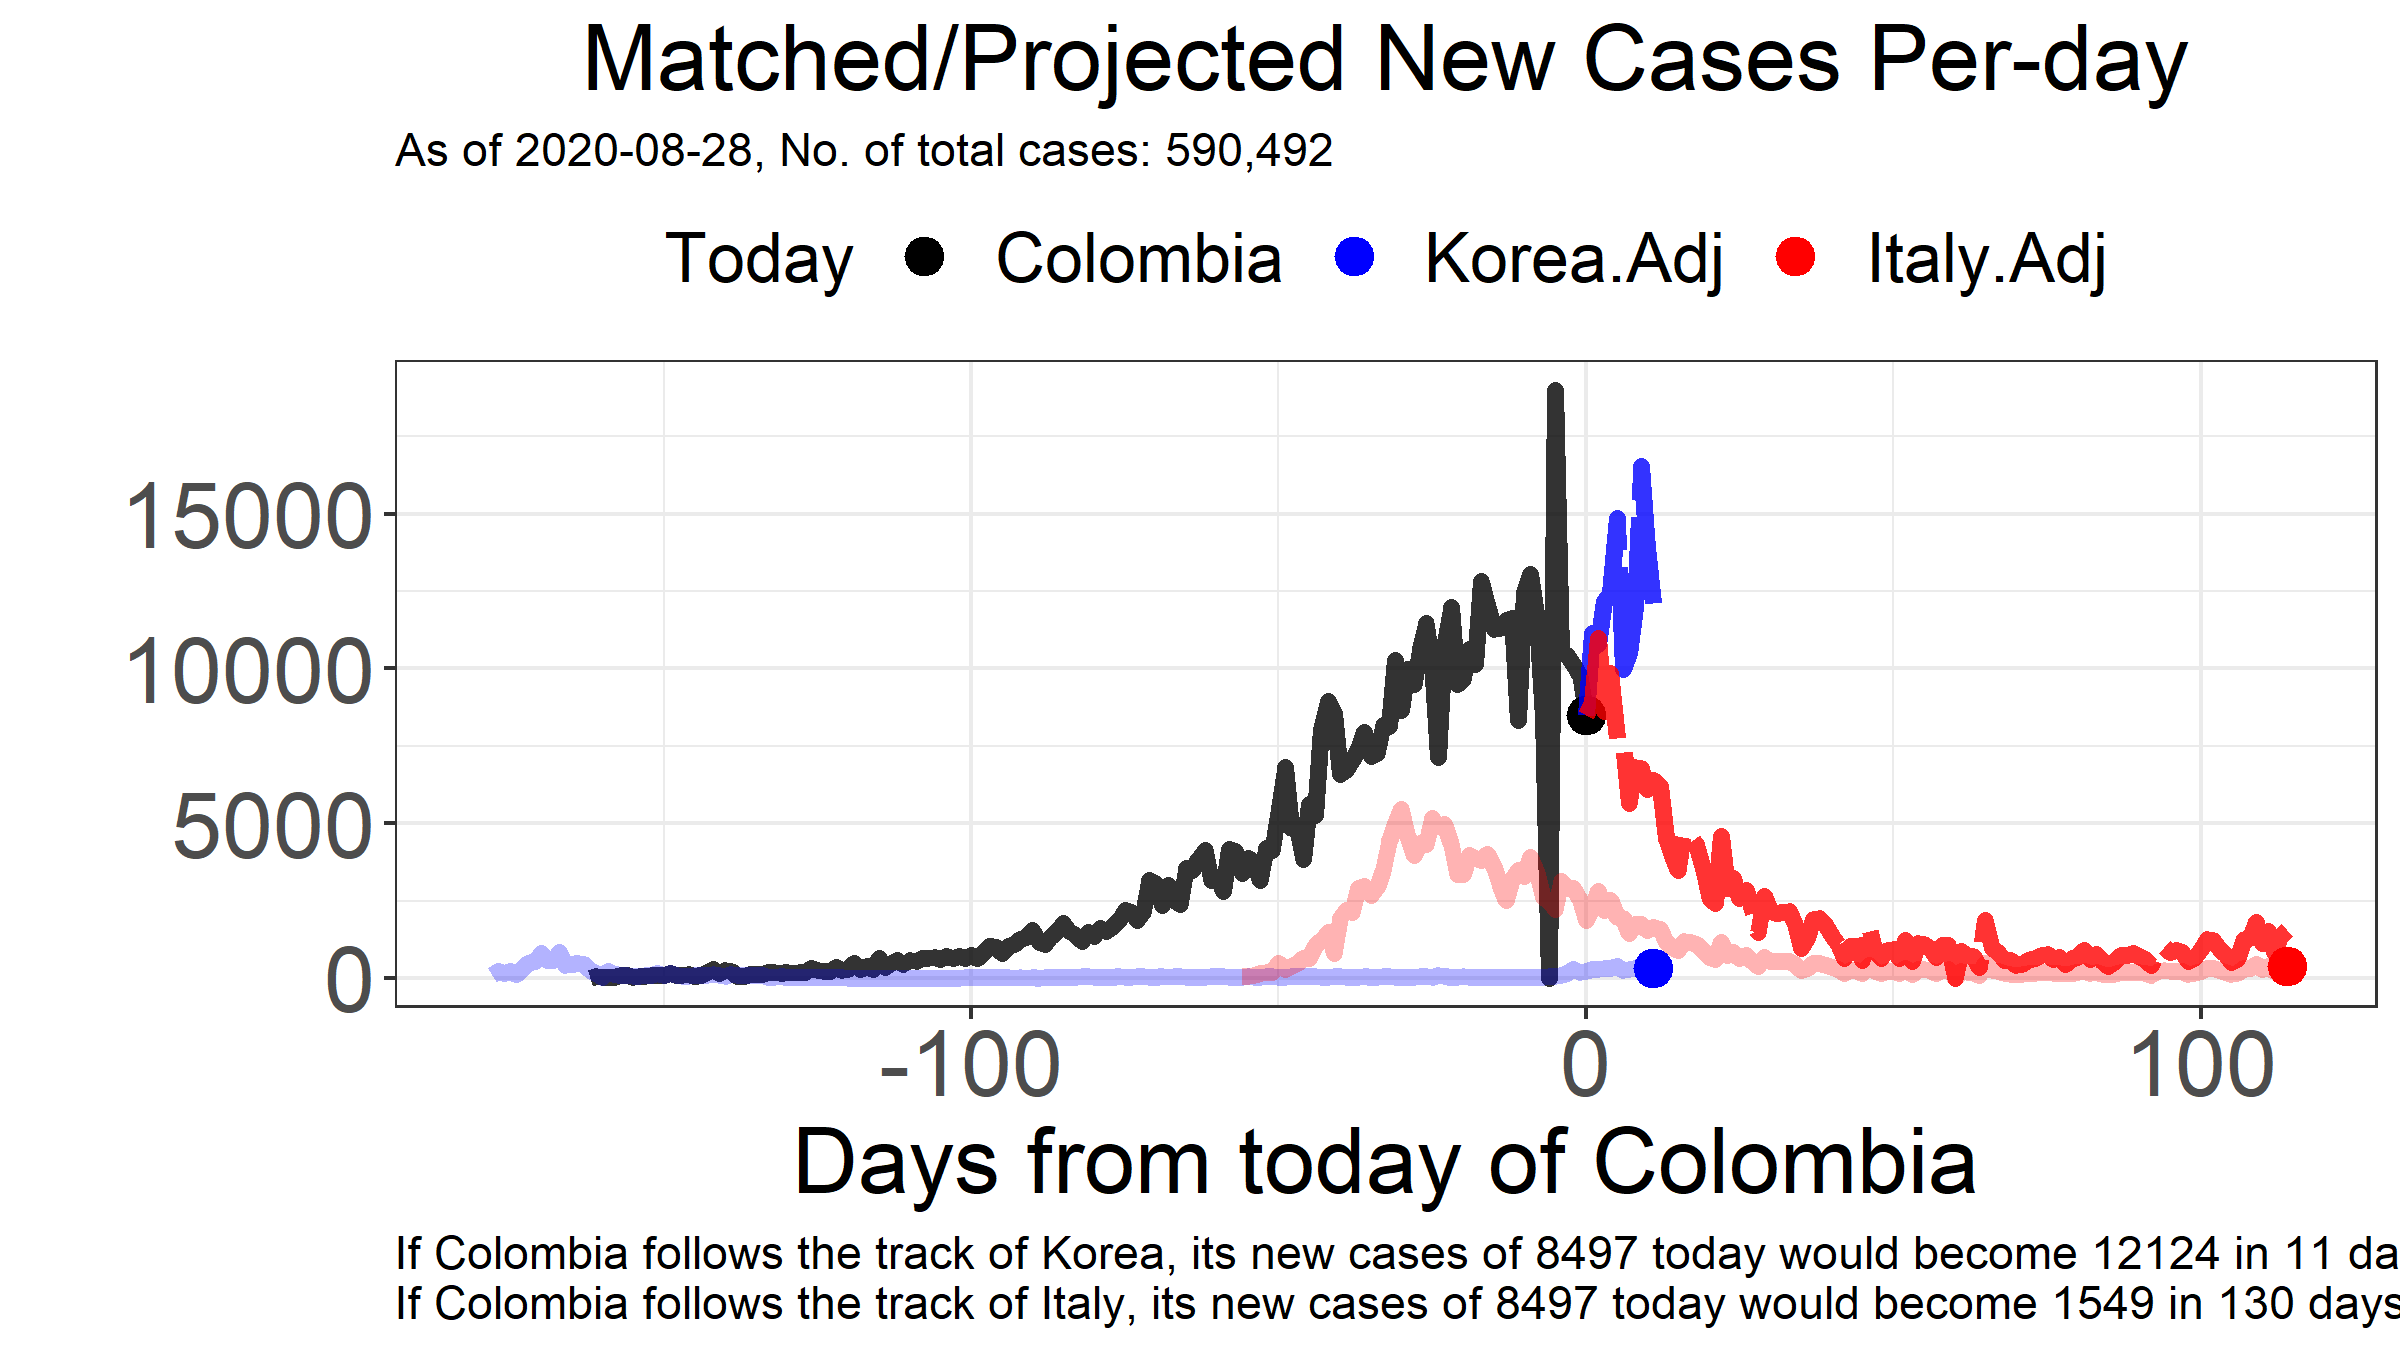 Matched/Projected New Cases Per-day
As of 2020-08-28, No. of total cases: 590,492
Today Colombia Korea.Adj Italy.Adj
15000
10000
5000
0
-100 0 100
Days from today of Colombia
If Colombia follows the track of Korea, its new cases of 8497 today would become 12124 in 11 da
If Colombia follows the track of Italy, its new cases of 8497 today would become 1549 in 130 days